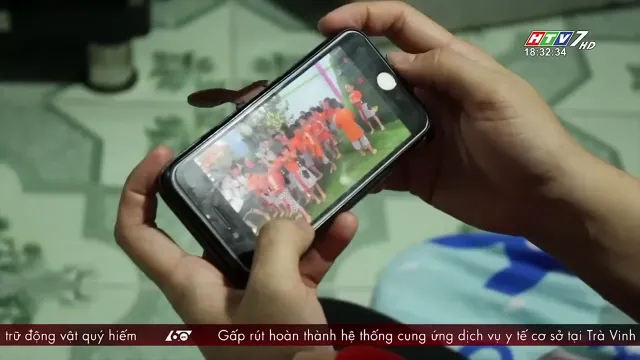 HTV7 HD
18:32:34
trữ động vật quý hiếm 60 Gấp rút hoàn thành hệ thống cung ứng dịch vụ y tế cơ sở tại Trà Vinh